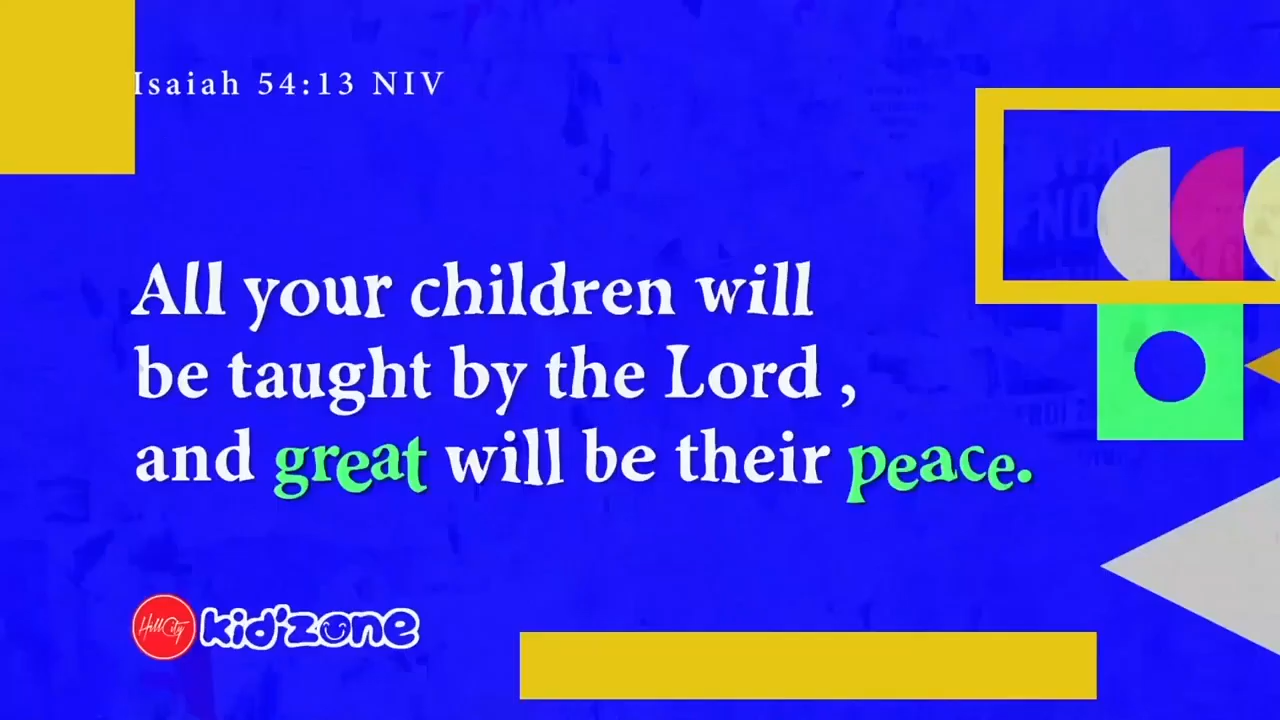 Isaiah 54:13 NIV
All your children will
be taught by the Lord ,
and great will be their peace.
HillCity kid'zone